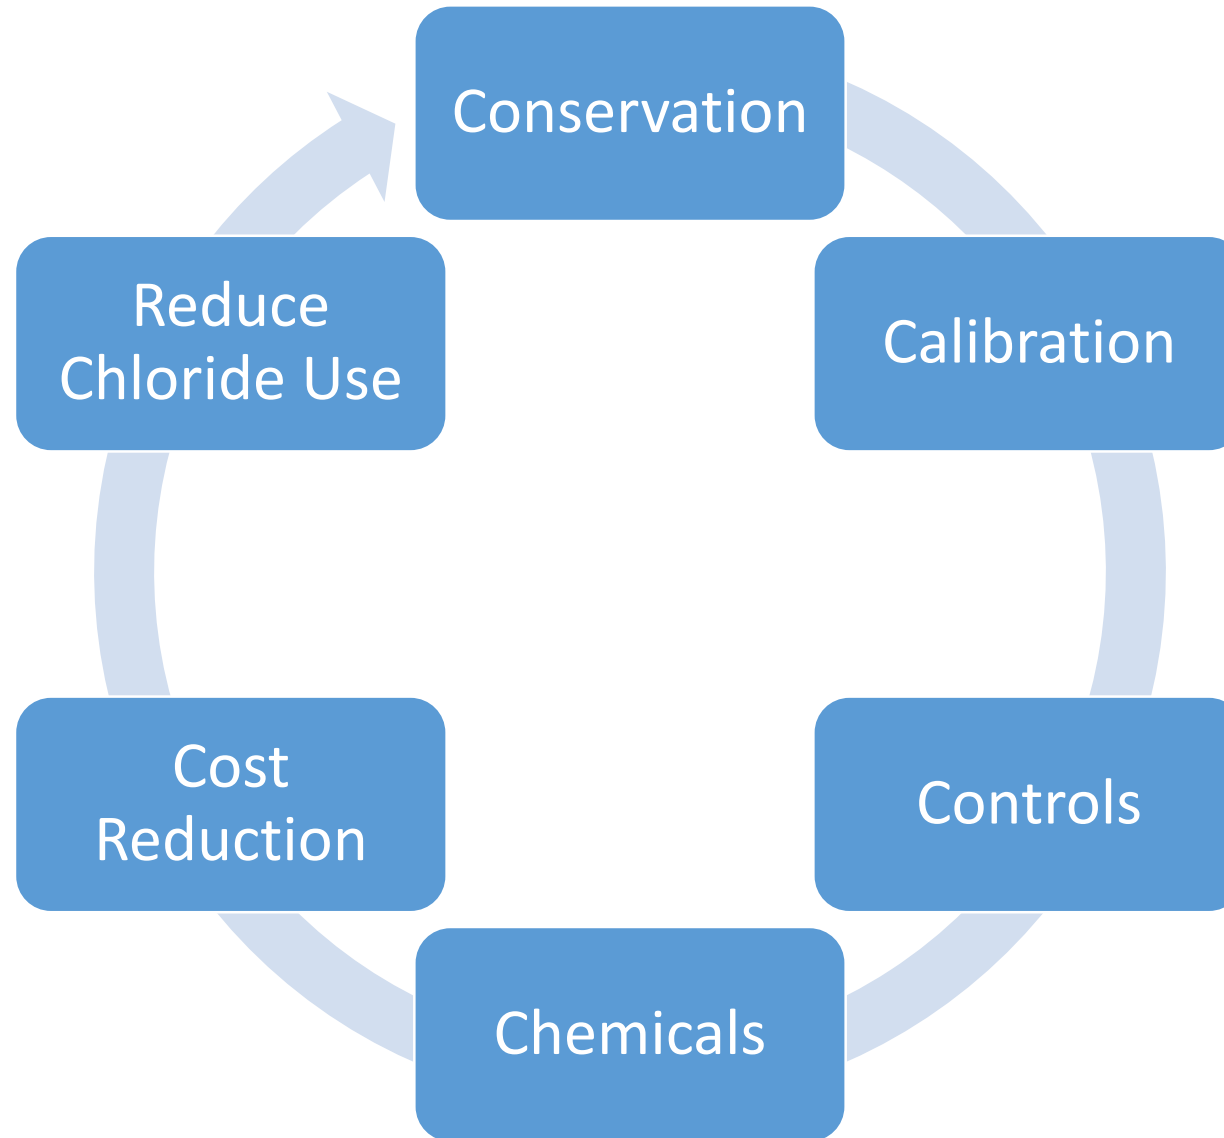 Conservation
Calibration
Controls
Chemicals
Cost
Reduction
Reduce
Chloride Use